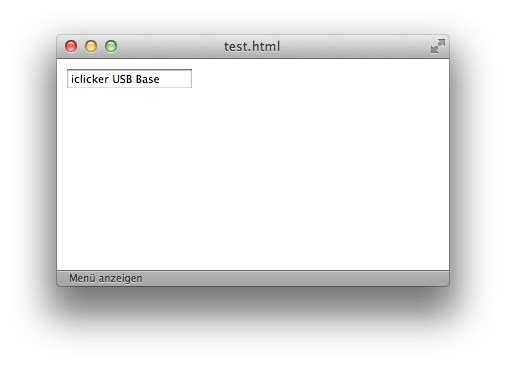 test.html
iclicker USB Base
Menü anzeigen